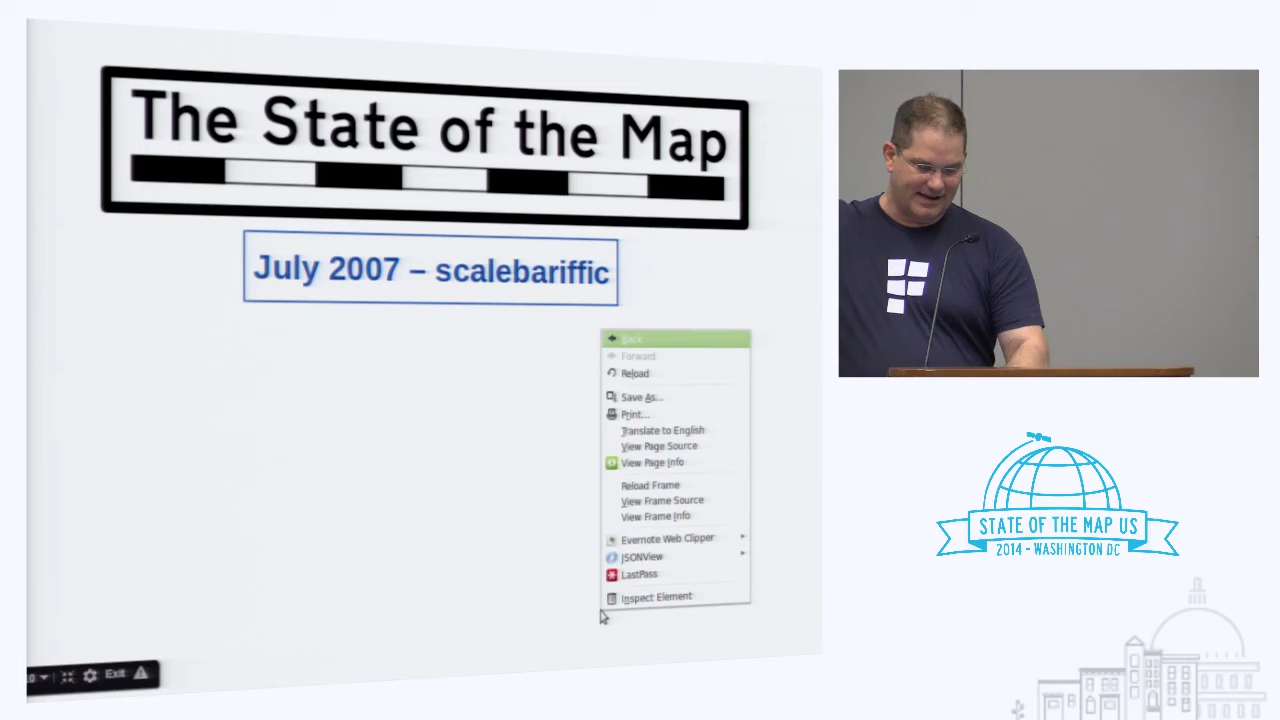 The State of the Map
July 2007 – scalebariffic
Back
Forward
Reload
Save As...
Print...
Translate to English
View Page Source
View Page Info
Reload Frame
View Frame Source
View Frame Info
Evernote Web Clipper
JSONView
LastPass
Inspect Element
Exit
STATE OF THE MAP US
2014 - WASHINGTON DC